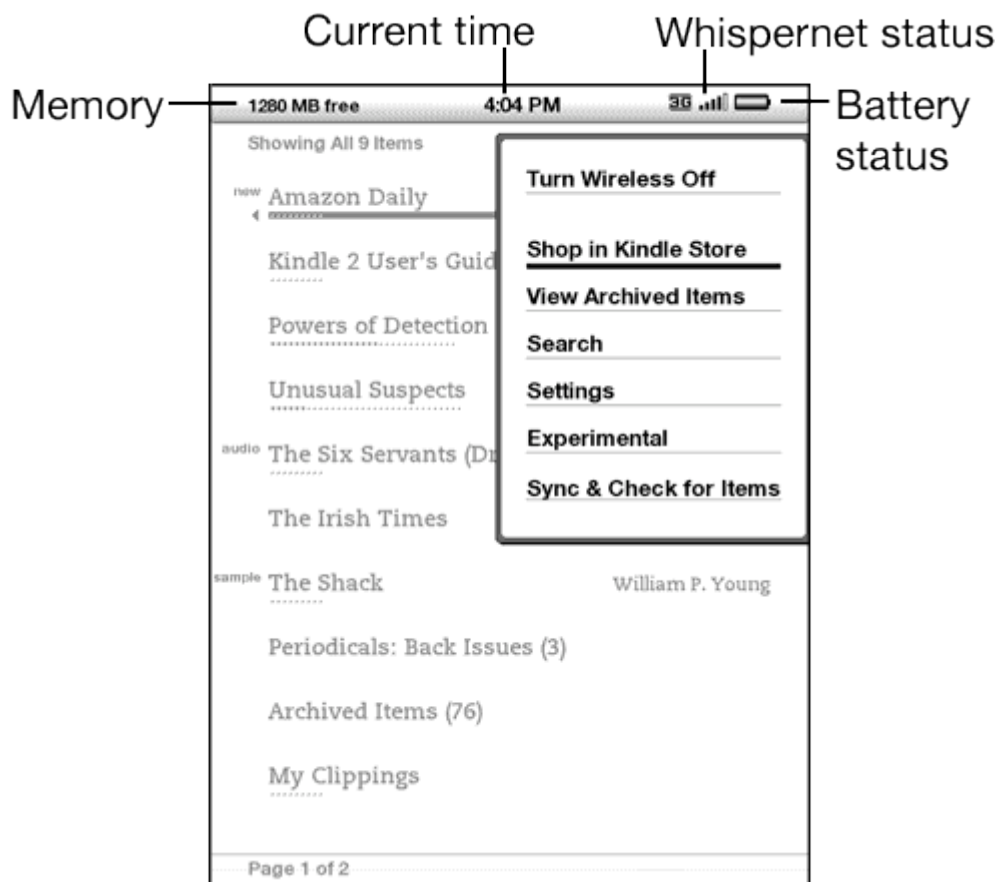 Current time
Whispernet status
Memory
1280 MB free
4:04 PM
3G
Battery
status
Showing All 9 Items
new
Amazon Daily
Kindle 2 User's Guid
Powers of Detection
Unusual Suspects
audio
The Six Servants (Dr
The Irish Times
sample
The Shack
William P. Young
Periodicals: Back Issues (3)
Archived Items (76)
My Clippings
Page 1 of 2
Turn Wireless Off
Shop in Kindle Store
View Archived Items
Search
Settings
Experimental
Sync & Check for Items